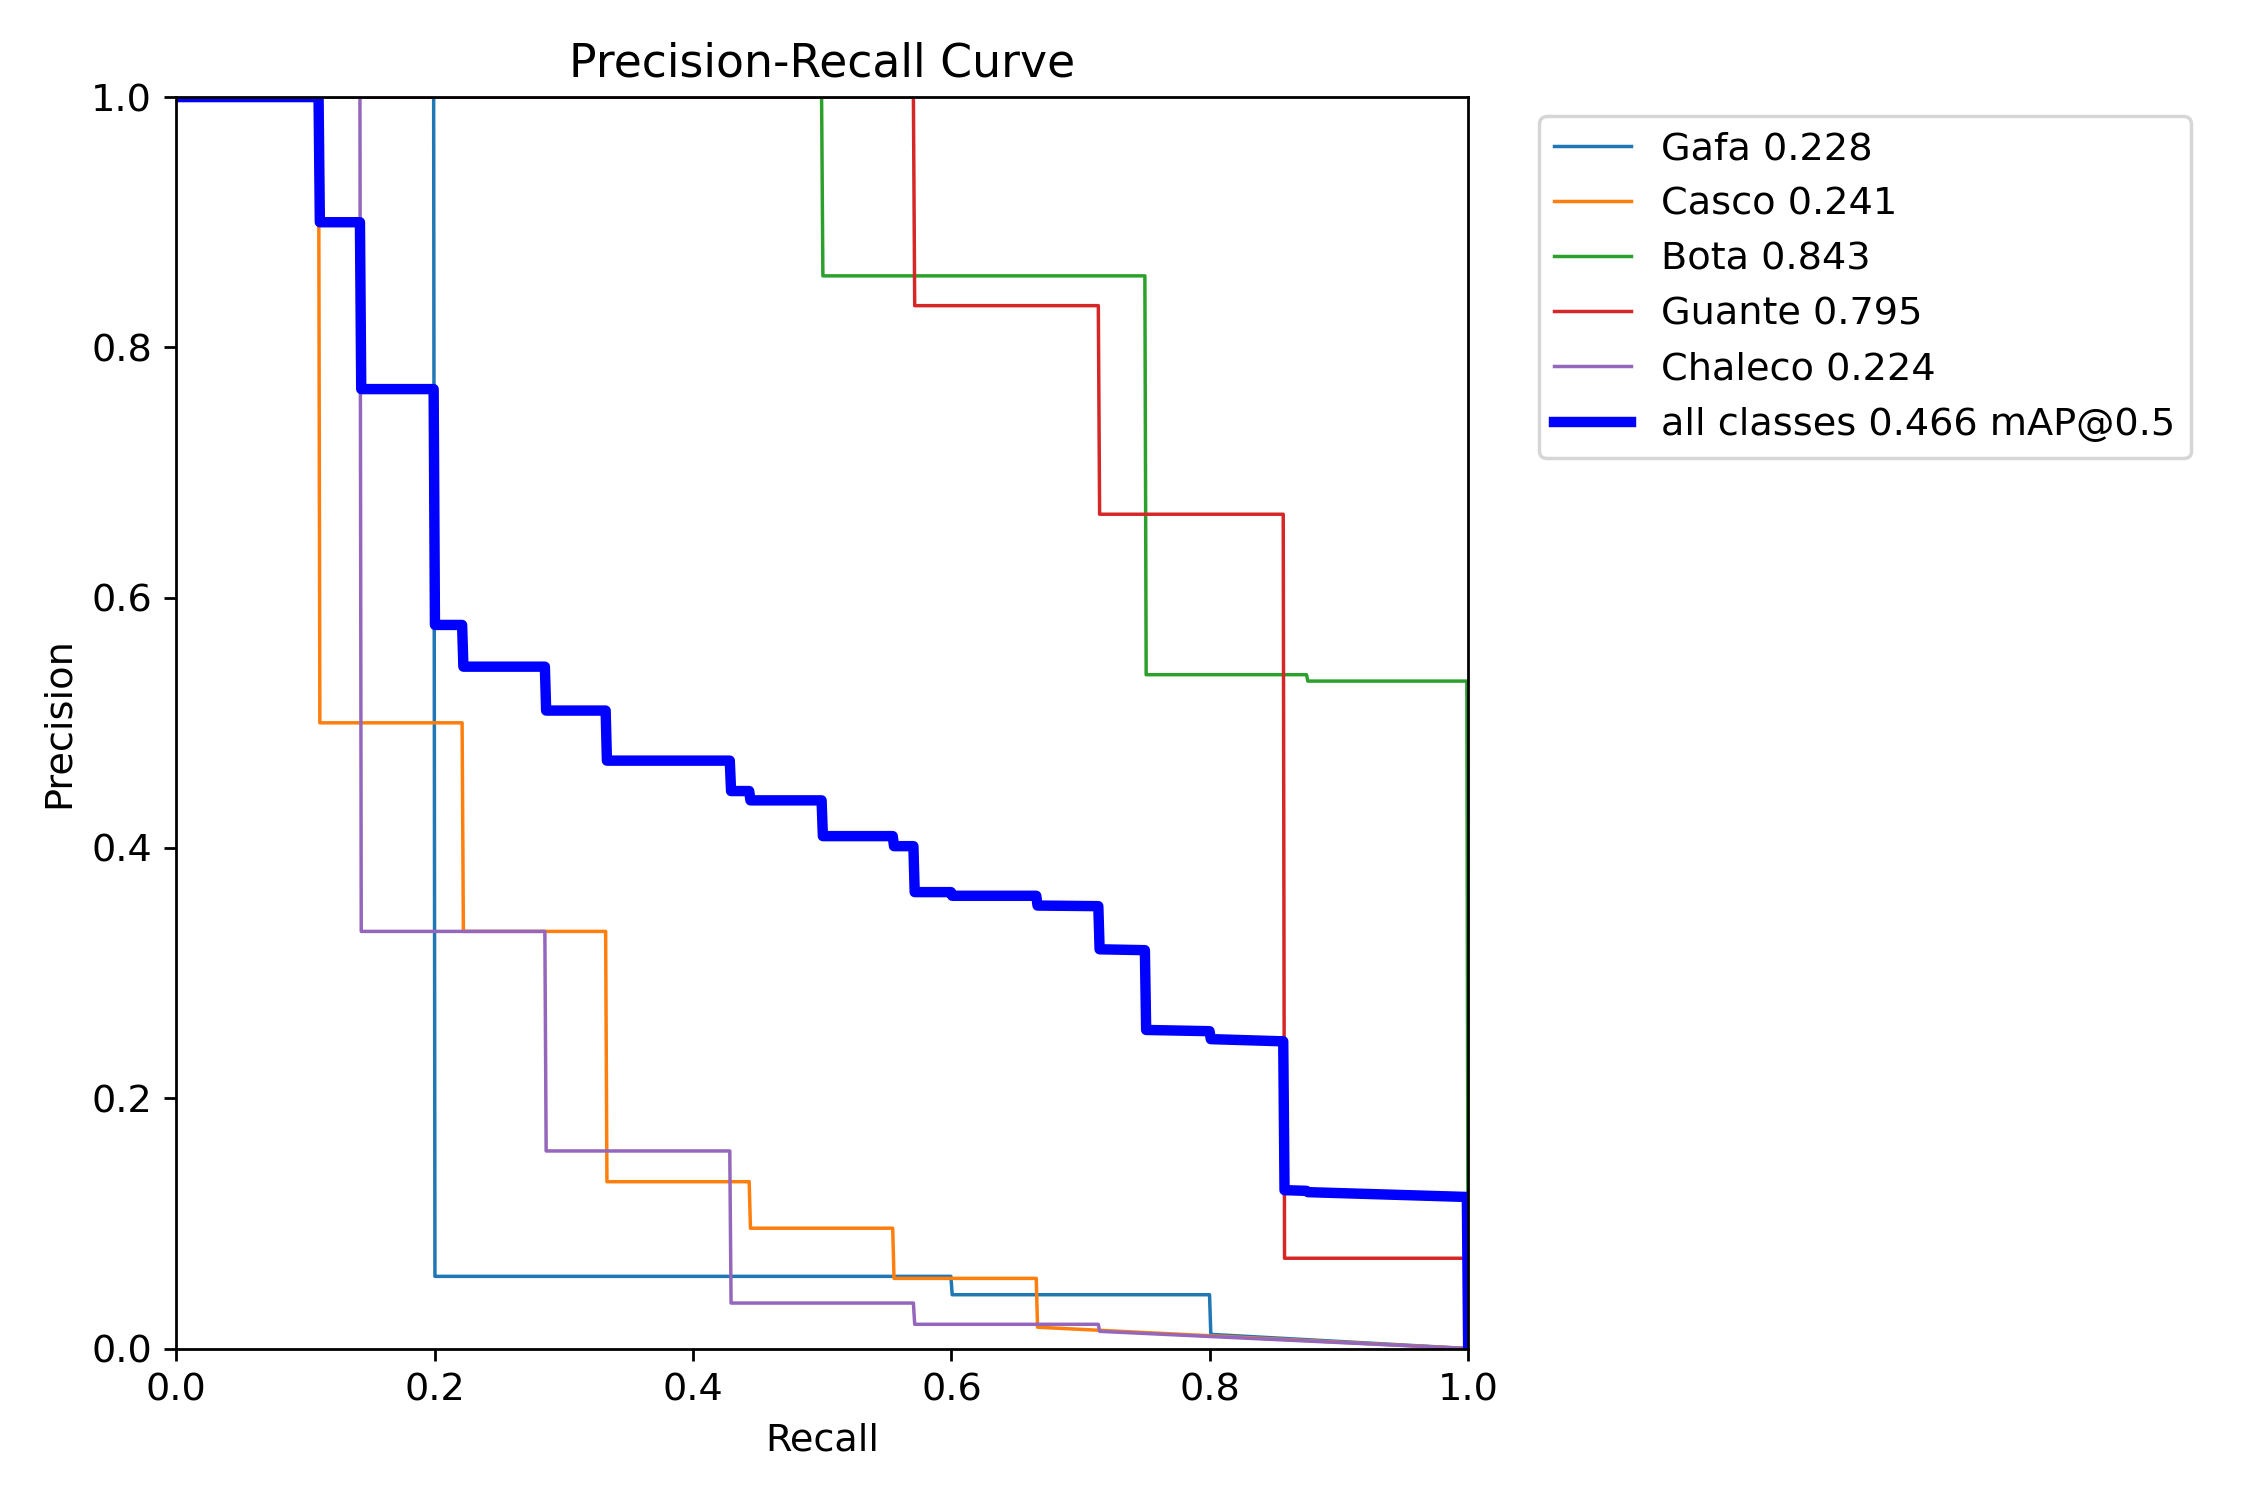 Precision-Recall Curve
1.0
0.8
0.6
0.4
0.2
0.0
Precision
0.0 0.2 0.4 0.6 0.8 1.0
Recall
Gafa 0.228
Casco 0.241
Bota 0.843
Guante 0.795
Chaleco 0.224
all classes 0.466 mAP@0.5